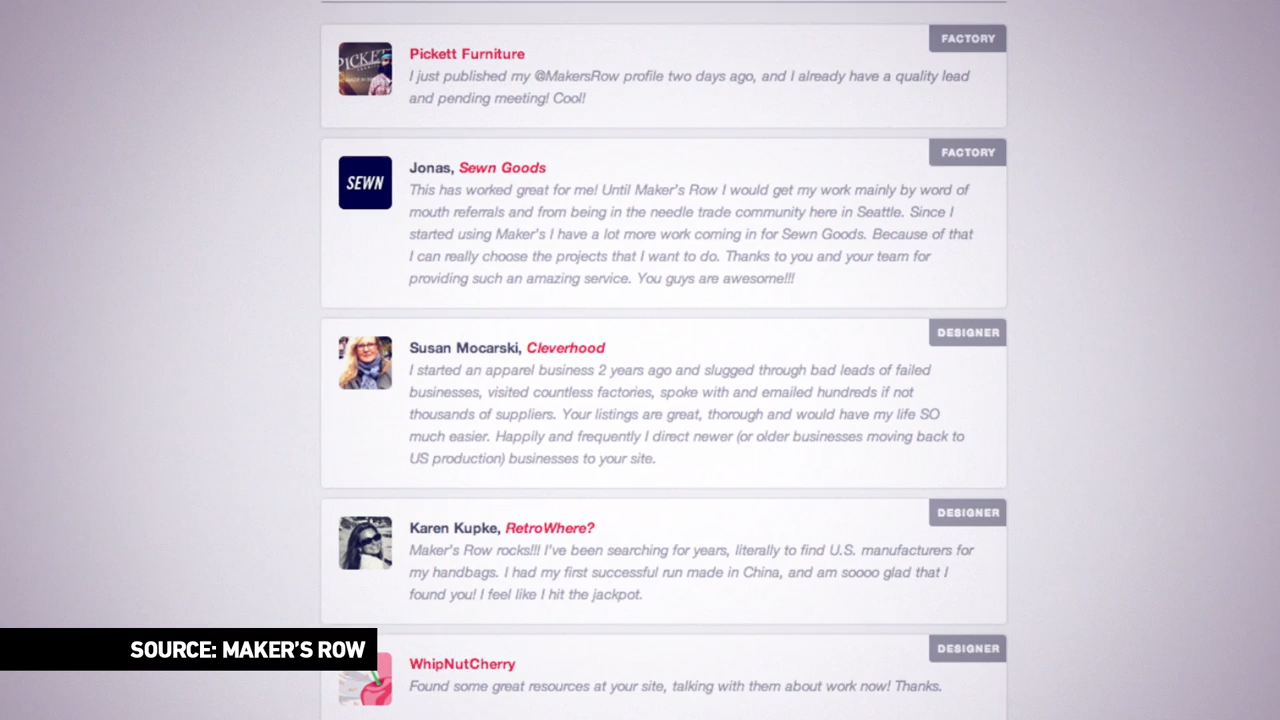 FACTORY
PICKETT
Pickett Furniture
I just published my @MakersRow profile two days ago, and I already have a quality lead
and pending meeting! Cool!
FACTORY
SEWN
Jonas, Sewn Goods
This has worked great for me! Until Maker's Row I would get my work mainly by word of
mouth referrals and from being in the needle trade community here in Seattle. Since I
started using Maker's I have a lot more work coming in for Sewn Goods. Because of that
I can really choose the projects that I want to do. Thanks to you and your team for
providing such an amazing service. You guys are awesome!!!
DESIGNER
Susan Mocarski, Cleverhood
I started an apparel business 2 years ago and slugged through bad leads of failed
businesses, visited countless factories, spoke with and emailed hundreds if not
thousands of suppliers. Your listings are great, thorough and would have my life SO
much easier. Happily and frequently I direct newer (or older businesses moving back to
US production) businesses to your site.
DESIGNER
Karen Kupke, RetroWhere?
Maker's Row rocks!!! I've been searching for years, literally to find U.S. manufacturers for
my handbags. I had my first successful run made in China, and am soooo glad that I
found you! I feel like I hit the jackpot.
DESIGNER
WhipNutCherry
Found some great resources at your site, talking with them about work now! Thanks.
SOURCE: MAKER'S ROW